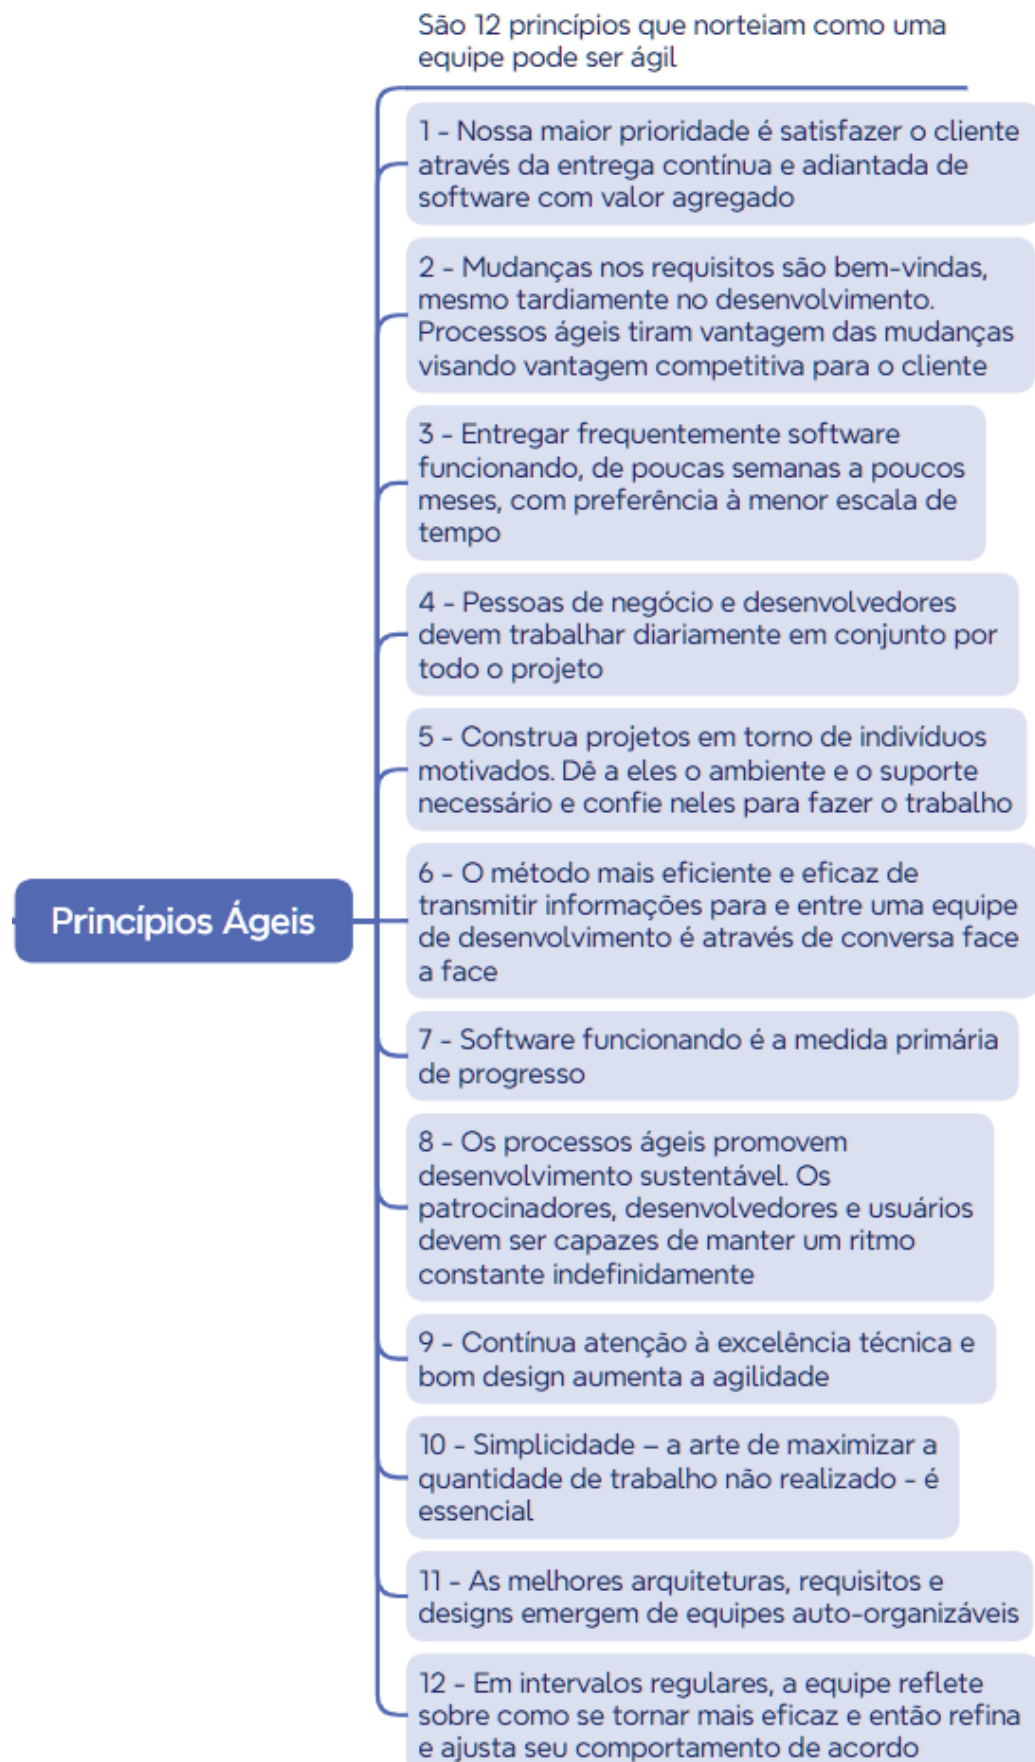 São 12 princípios que norteiam como uma
equipe pode ser ágil
1 - Nossa maior prioridade é satisfazer o cliente
através da entrega contínua e adiantada de
software com valor agregado
2 - Mudanças nos requisitos são bem-vindas,
mesmo tardiamente no desenvolvimento.
Processos ágeis tiram vantagem das mudanças
visando vantagem competitiva para o cliente
3 - Entregar frequentemente software
funcionando, de poucas semanas a poucos
meses, com preferência à menor escala de
tempo
4 - Pessoas de negócio e desenvolvedores
devem trabalhar diariamente em conjunto por
todo o projeto
5 - Construa projetos em torno de indivíduos
motivados. Dê a eles o ambiente e o suporte
necessário e confie neles para fazer o trabalho
Princípios Ágeis
6 - O método mais eficiente e eficaz de
transmitir informações para e entre uma equipe
de desenvolvimento é através de conversa face
a face
7 - Software funcionando é a medida primária
de progresso
8 - Os processos ágeis promovem
desenvolvimento sustentável. Os
patrocinadores, desenvolvedores e usuários
devem ser capazes de manter um ritmo
constante indefinidamente
9 - Contínua atenção à excelência técnica e
bom design aumenta a agilidade
10 - Simplicidade – a arte de maximizar a
quantidade de trabalho não realizado - é
essencial
11 - As melhores arquiteturas, requisitos e
designs emergem de equipes auto-organizáveis
12 - Em intervalos regulares, a equipe reflete
sobre como se tornar mais eficaz e então refina
e ajusta seu comportamento de acordo